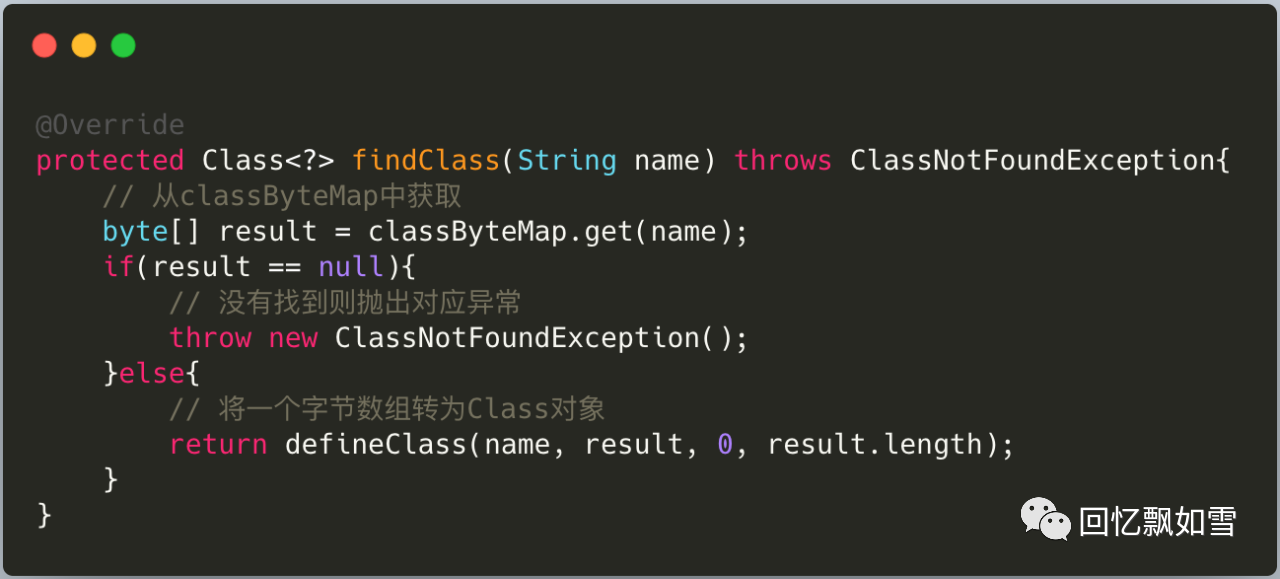 @Override
protected Class<?> findClass(String name) throws ClassNotFoundException{
// 从classByteMap中获取
byte[] result = classByteMap.get(name);
if(result == null){
// 没有找到则抛出对应异常
throw new ClassNotFoundException();
}else{
// 将一个字节数组转为Class对象
return defineClass(name, result, 0, result.length);
}
}
回忆飘如雪